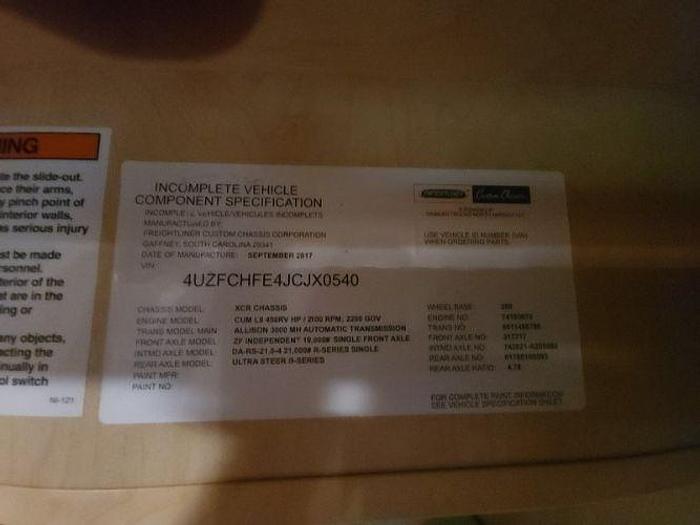 ING
te the slide-out.
ce their arms,
y pinch point of
interior walls,
as serious injury
st be made
rsonnel.
terior of the
at are in the
ing or
any objects,
acting the
nually in
ol switch
INCOMPLETE VEHICLE
COMPONENT SPECIFICATION
MANUFACTURED BY:
FREIGHTLINER CUSTOM CHASSIS CORPORATION
GAFFNEY, SOUTH CAROLINA 29341
DATE OF MANUFACTURE: SEPTEMBER 2017
VIN:
4UZFCHFE4JCJX0540
CHASSIS MODEL: XCR CHASSIS
ENGINE MODEL: CUM L9 450RV HP / 2100 RPM, 2200 GOV
TRANS MODEL MAIN ALLISON 3000 MH AUTOMATIC TRANSMISSION
FRONT AXLE MODEL ZF INDEPENDENT 19,000# SINGLE FRONT AXLE
INTMD AXLE MODEL: DA-RS-21.0-4 21,000# R-SERIES SINGLE
REAR AXLE MODEL: ULTRA STEER
PAINT MFR:
PAINT NO:
Custom Chassis
USE VEHICLE ID NUMBER (VIN)
WHEN ORDERING PARTS.
WHEEL BASE:
ENGINE NO:
TRANS NO:
FRONT AXLE NO:
INTMD AXLE NO:
REAR AXLE NO:
REAR AXLE RATIO:
FOR COMPLETE PAINT INFORMATION
SEE VEHICLE SPECIFICATION SHEET.